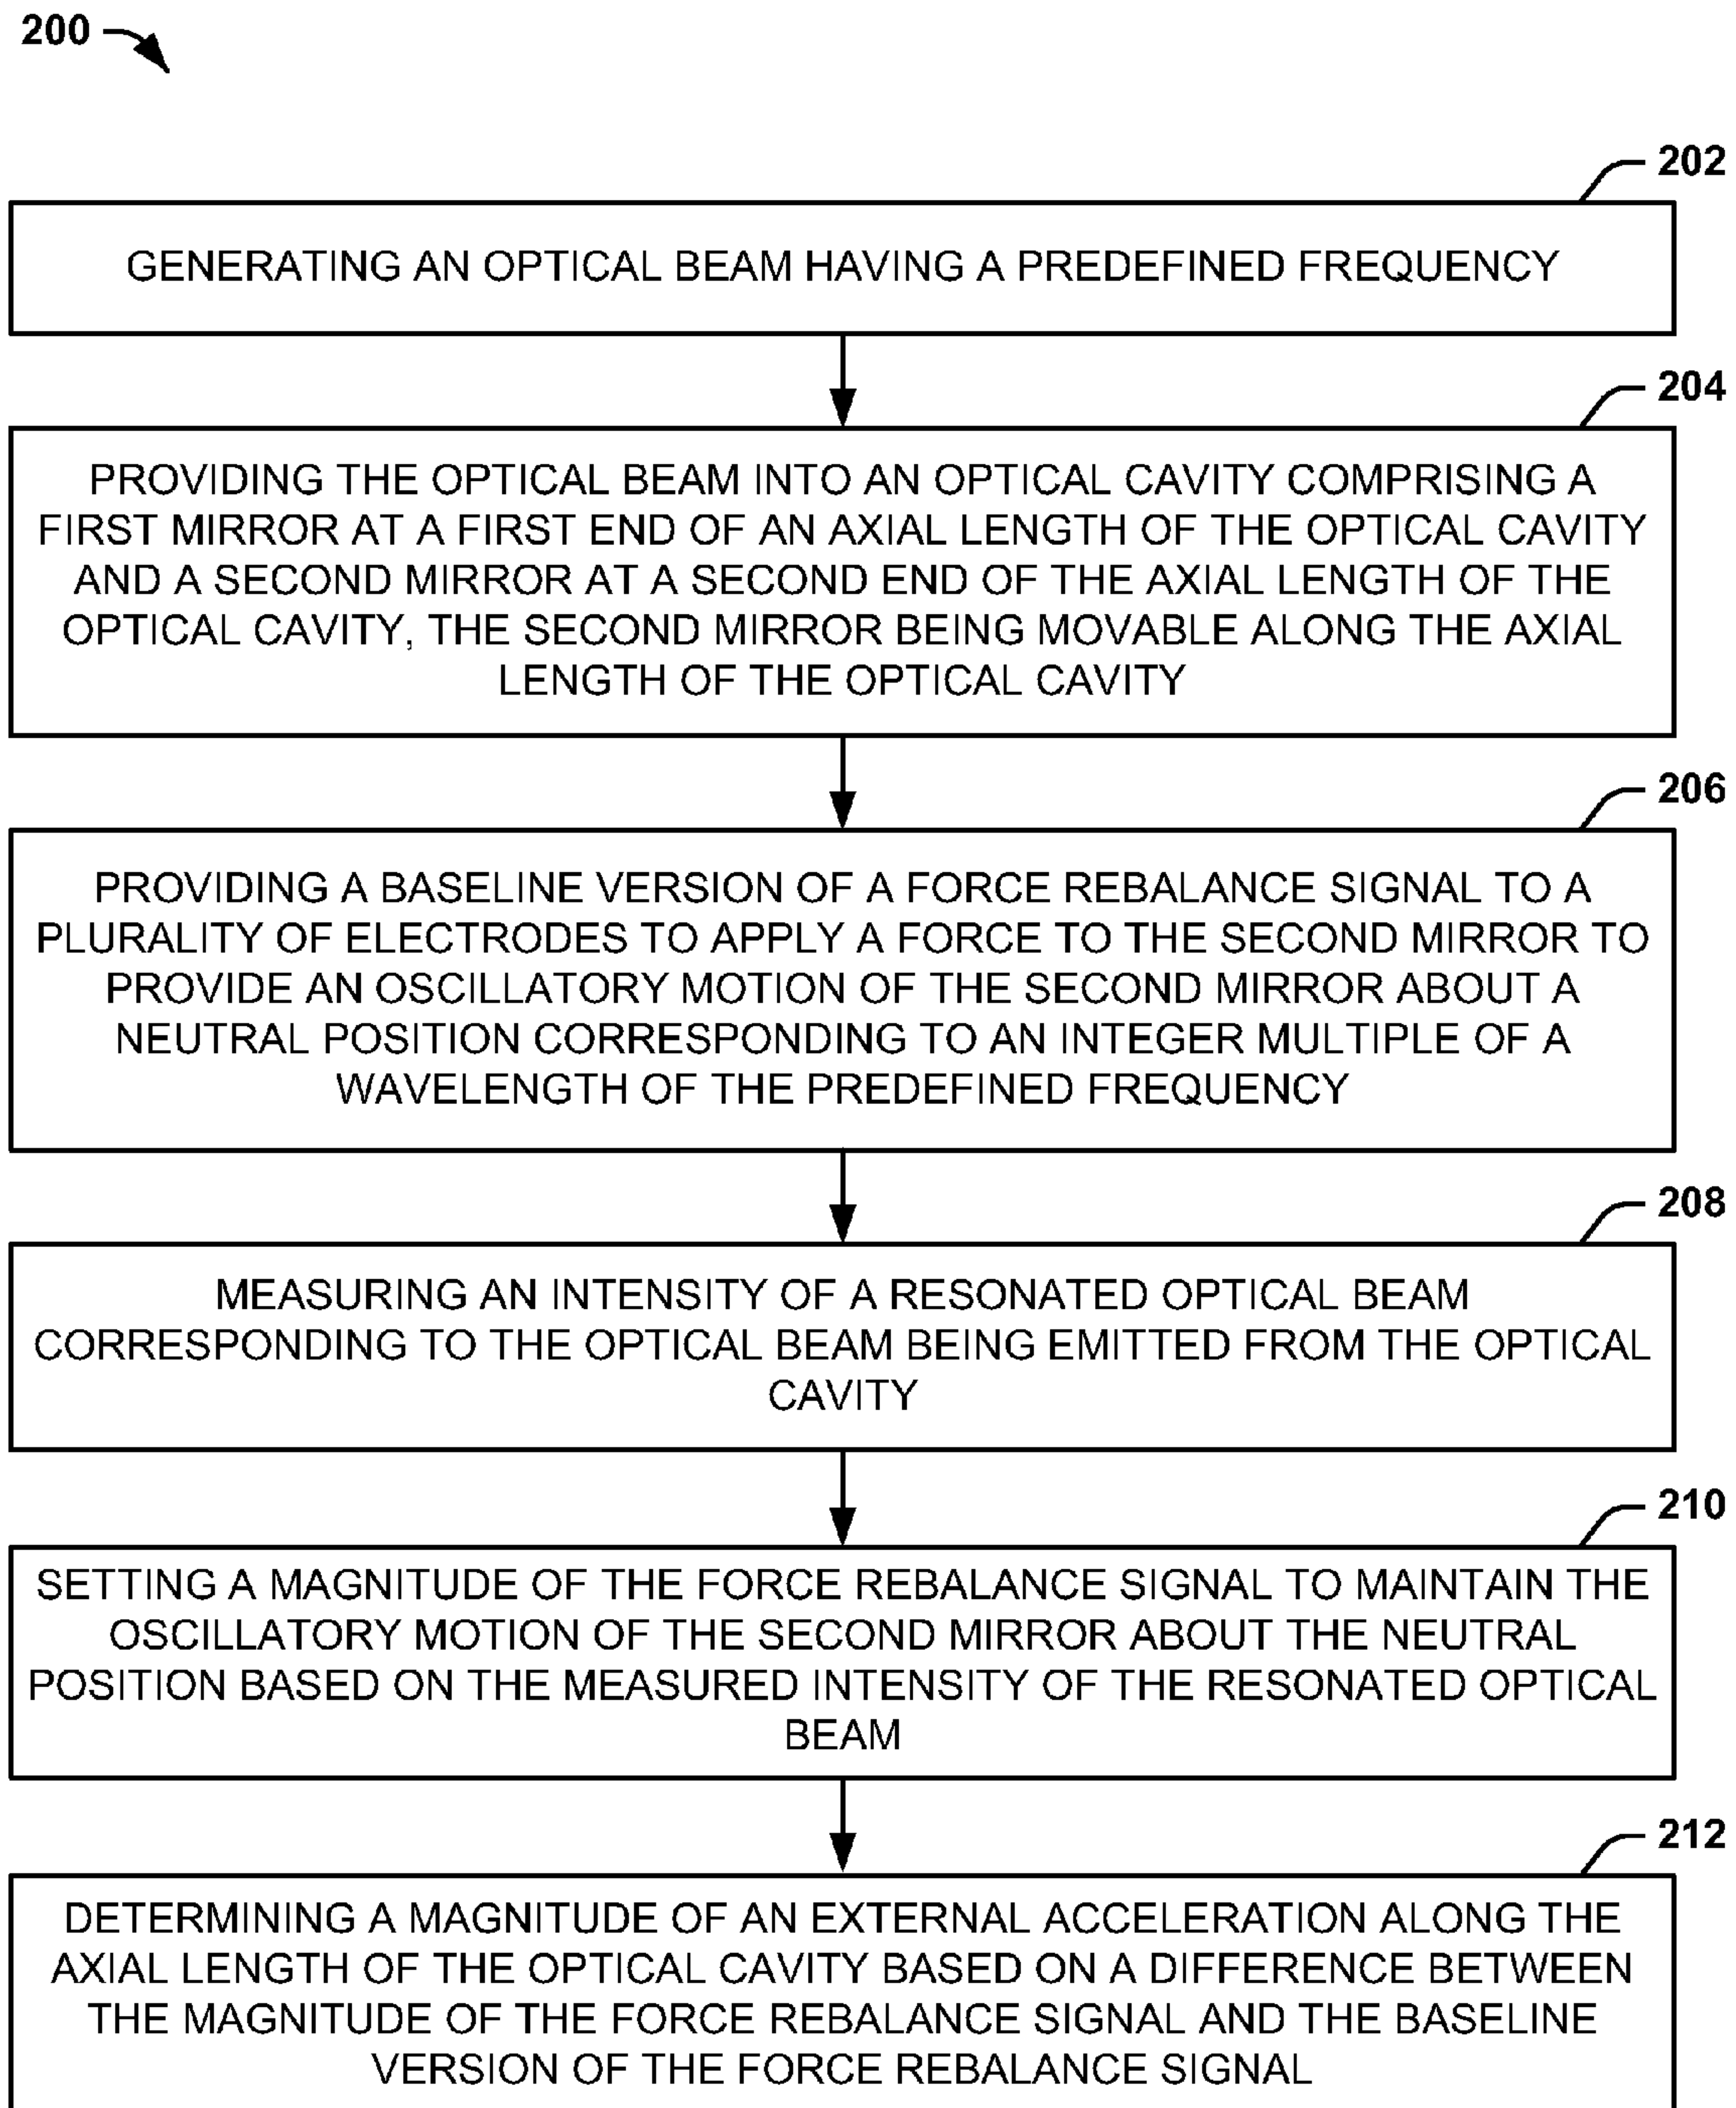 200
202
GENERATING AN OPTICAL BEAM HAVING A PREDEFINED FREQUENCY
204
PROVIDING THE OPTICAL BEAM INTO AN OPTICAL CAVITY COMPRISING A
FIRST MIRROR AT A FIRST END OF AN AXIAL LENGTH OF THE OPTICAL CAVITY
AND A SECOND MIRROR AT A SECOND END OF THE AXIAL LENGTH OF THE
OPTICAL CAVITY, THE SECOND MIRROR BEING MOVABLE ALONG THE AXIAL
LENGTH OF THE OPTICAL CAVITY
206
PROVIDING A BASELINE VERSION OF A FORCE REBALANCE SIGNAL TO A
PLURALITY OF ELECTRODES TO APPLY A FORCE TO THE SECOND MIRROR TO
PROVIDE AN OSCILLATORY MOTION OF THE SECOND MIRROR ABOUT A
NEUTRAL POSITION CORRESPONDING TO AN INTEGER MULTIPLE OF A
WAVELENGTH OF THE PREDEFINED FREQUENCY
208
MEASURING AN INTENSITY OF A RESONATED OPTICAL BEAM
CORRESPONDING TO THE OPTICAL BEAM BEING EMITTED FROM THE OPTICAL
CAVITY
210
SETTING A MAGNITUDE OF THE FORCE REBALANCE SIGNAL TO MAINTAIN THE
OSCILLATORY MOTION OF THE SECOND MIRROR ABOUT THE NEUTRAL
POSITION BASED ON THE MEASURED INTENSITY OF THE RESONATED OPTICAL
BEAM
212
DETERMINING A MAGNITUDE OF AN EXTERNAL ACCELERATION ALONG THE
AXIAL LENGTH OF THE OPTICAL CAVITY BASED ON A DIFFERENCE BETWEEN
THE MAGNITUDE OF THE FORCE REBALANCE SIGNAL AND THE BASELINE
VERSION OF THE FORCE REBALANCE SIGNAL